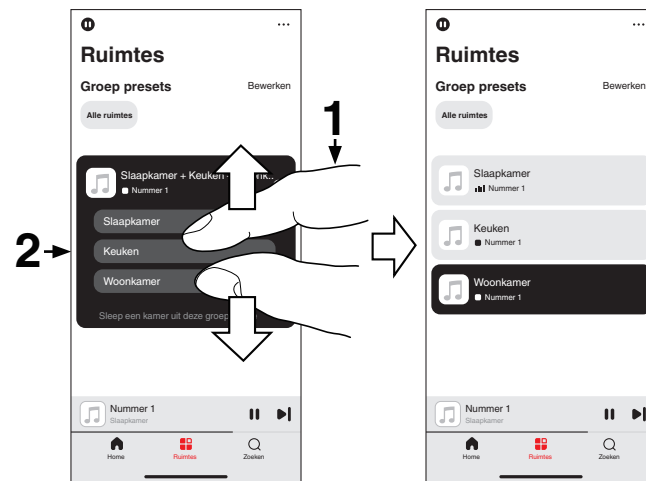 Ruimtes
Groep presets Bewerken
Alle ruimtes
1
Slaapkamer + Keuken
Nummer 1
Slaapkamer
2
Keuken
Woonkamer
Sleep een kamer uit deze groep
Nummer 1
Slaapkamer
Home Ruimtes Zoeken
Ruimtes
Groep presets Bewerken
Alle ruimtes
Slaapkamer
Nummer 1
Keuken
Nummer 1
Woonkamer
Nummer 1
Nummer 1
Slaapkamer
Home Ruimtes Zoeken